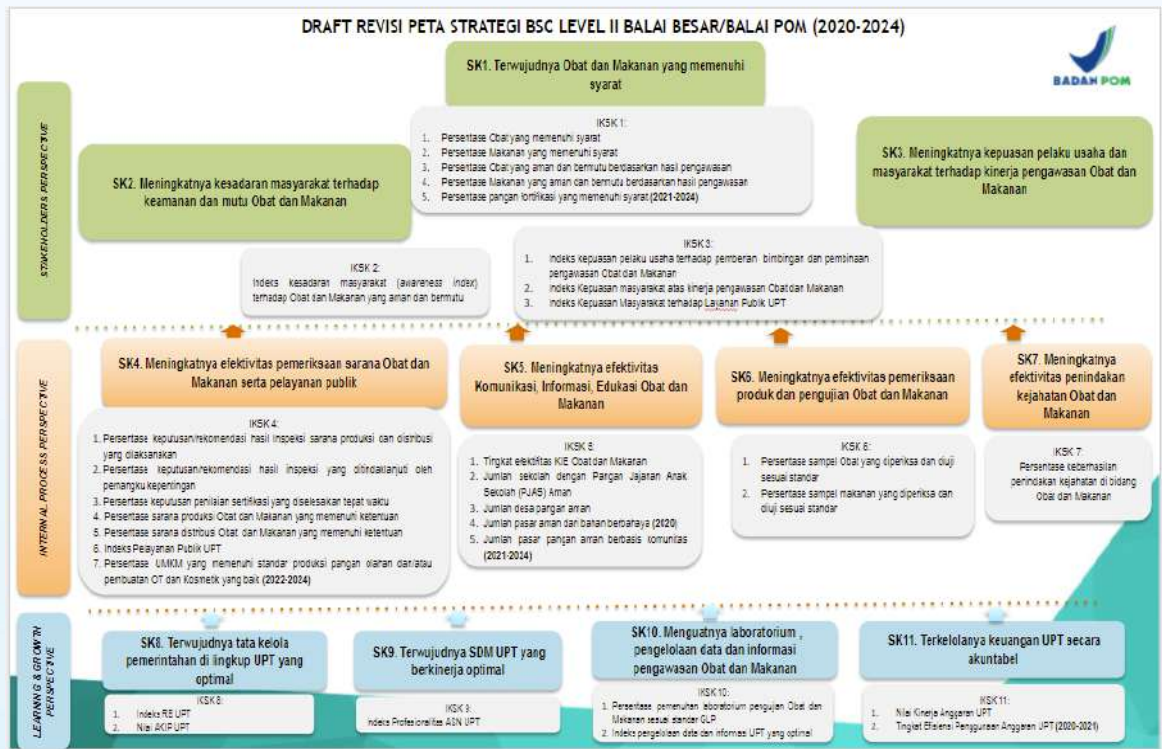 DRAFT REVISI PETA STRATEGI BSC LEVEL II BALAI BESAR/BALAI POM (2020-2024)
BADAN POM
STAKEHOLDERS PERSPECTIVE
SK1. Terwujudnya Obat dan Makanan yang memenuhi
syarat
IKSK 1:
1. Persentase Obat yang memenuhi syarat
2. Persentase Makanan yang memenuhi syarat
3. Persentase Obat yang aman dan bermutu berdasarkan hasil pengawasan
4. Persentase Makanan yang aman dan bermutu berdasarkan hasil pengawasan
5. Persentase pangan fortifikasi yang memenuhi syarat (2021-2024)
SK2. Meningkatnya kesadaran masyarakat terhadap
keamanan dan mutu Obat dan Makanan
IKSK 2:
Indeks kesadaran masyarakat (awareness index)
terhadap Obat dan Makanan yang aman dan bermutu
SK3. Meningkatnya kepuasan pelaku usaha dan
masyarakat terhadap kinerja pengawasan Obat dan
Makanan
IKSK 3:
1. Indeks kepuasan pelaku usaha terhadap pemberian bimbingan dan pembinaan
pengawasan Obat dan Makanan
2. Indeks Kepuasan masyarakat atas kinerja pengawasan Obat dan Makanan
3. Indeks Kepuasan Masyarakat terhadap Layanan Publik UPT
INTERNAL PROCESS PERSPECTIVE
SK4. Meningkatnya efektivitas pemeriksaan sarana Obat dan
Makanan serta pelayanan publik
IKSK 4:
1. Persentase keputusan/rekomendasi hasil inspeksi sarana produksi dan distribusi
yang dilaksanakan
2. Persentase keputusan/rekomendasi hasil inspeksi yang ditindaklanjuti oleh
pemangku kepentingan
3. Persentase keputusan penilaian sertifikasi yang diselesaikan tepat waktu
4. Persentase sarana produksi Obat dan Makanan yang memenuhi ketentuan
5. Persentase sarana distribusi Obat dan Makanan yang memenuhi ketentuan
6. Indeks Pelayanan Publik UPT
7. Persentase UMKM yang memenuhi standar produksi pangan olahan dan/atau
pembuatan OT dan Kosmetik yang baik (2022-2024)
SK5. Meningkatnya efektivitas
Komunikasi, Informasi, Edukasi Obat dan
Makanan
IKSK 5:
1. Tingkat efektifitas KIE Obat dan Makanan
2. Jumlah sekolah dengan Pangan Jajanan Anak
Sekolah (PJAS) Aman
3. Jumlah desa pangan aman
4. Jumlah pasar aman dari bahan berbahaya (2020)
5. Jumlah pasar pangan aman berbasis komunitas
(2021-2024)
SK6. Meningkatnya efektivitas pemeriksaan
produk dan pengujian Obat dan Makanan
IKSK 6:
1. Persentase sampel Obat yang diperiksa dan diuji
sesuai standar
2. Persentase sampel makanan yang diperiksa dan
diuji sesuai standar
SK7. Meningkatnya
efektivitas penindakan
kejahatan Obat dan
Makanan
IKSK 7:
Persentase keberhasilan
penindakan kejahatan di bidang
Obat dan Makanan
LEARNING & GROWTH
PERSPECTIVE
SK8. Terwujudnya tata kelola
pemerintahan di lingkup UPT yang
optimal
IKSK 8:
1. Indeks RB UPT
2. Nilai AKIP UPT
SK9. Terwujudnya SDM UPT yang
berkinerja optimal
IKSK 9:
Indeks Profesionalitas ASN UPT
SK10. Menguatnya laboratorium ,
pengelolaan data dan informasi
pengawasan Obat dan Makanan
IKSK 10:
1. Persentase pemenuhan laboratorium pengujian Obat dan
Makanan sesuai standar GLP
2. Indeks pengelolaan data dan informasi UPT yang optimal
SK11. Terkelolanya keuangan UPT secara
akuntabel
IKSK 11:
1. Nilai Kinerja Anggaran UPT
2. Tingkat Efisiensi Penggunaan Anggaran UPT (2020-2021)